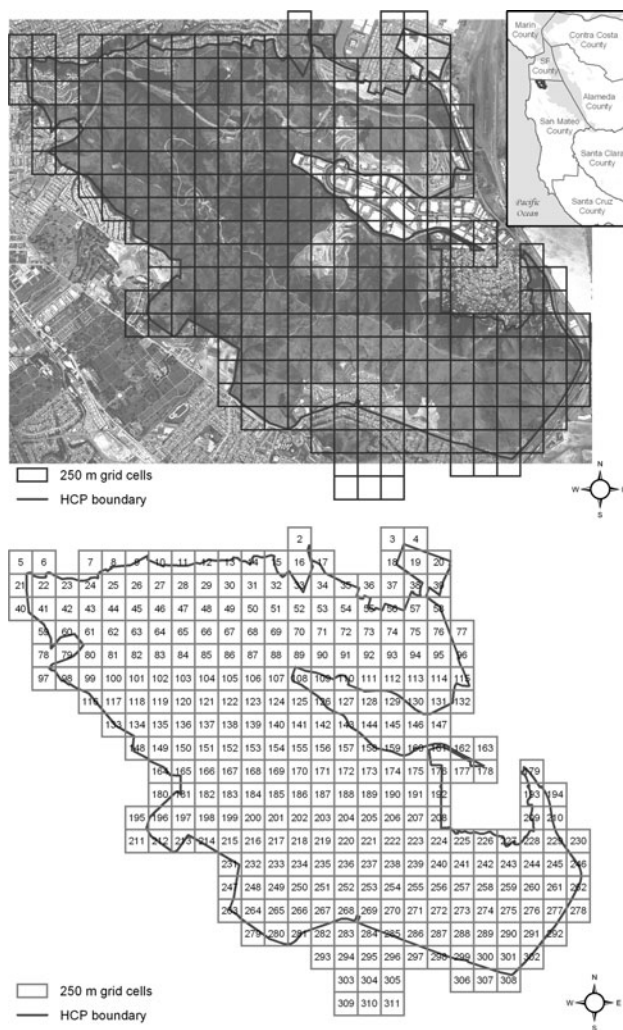 Marin
County
Contra Costa
County
SF
County
Alameda
County
San Mateo
County
Santa Clara
County
Pacific
Ocean
Santa Cruz
County
250 m grid cells
HCP boundary
N
W E
S
2 3 4
5 6 7 8 9 10 11 12 13 14 15 16 17 18 19 20
21 22 23 24 25 26 27 28 29 30 31 32 33 34 35 36 37 38 39
40 41 42 43 44 45 46 47 48 49 50 51 52 53 54 55 56 57 58
59 60 61 62 63 64 65 66 67 68 69 70 71 72 73 74 75 76 77
78 79 80 81 82 83 84 85 86 87 88 89 90 91 92 93 94 95 96
97 98 99 100 101 102 103 104 105 106 107 108 109 110 111 112 113 114 115
116 117 118 119 120 121 122 123 124 125 126 127 128 129 130 131 132
133 134 135 136 137 138 139 140 141 142 143 144 145 146 147
148 149 150 151 152 153 154 155 156 157 158 159 160 161 162 163
164 165 166 167 168 169 170 171 172 173 174 175 176 177 178 179
180 181 182 183 184 185 186 187 188 189 190 191 192 193 194
195 196 197 198 199 200 201 202 203 204 205 206 207 208 209 210
211 212 213 214 215 216 217 218 219 220 221 222 223 224 225 226 227 228 229 230
231 232 233 234 235 236 237 238 239 240 241 242 243 244 245 246
247 248 249 250 251 252 253 254 255 256 257 258 259 260 261 262
263 264 265 266 267 268 269 270 271 272 273 274 275 276 277 278
279 280 281 282 283 284 285 286 287 288 289 290 291 292
293 294 295 296 297 298 299 300 301 302
303 304 305 306 307 308
309 310 311
250 m grid cells
HCP boundary
N
W E
S